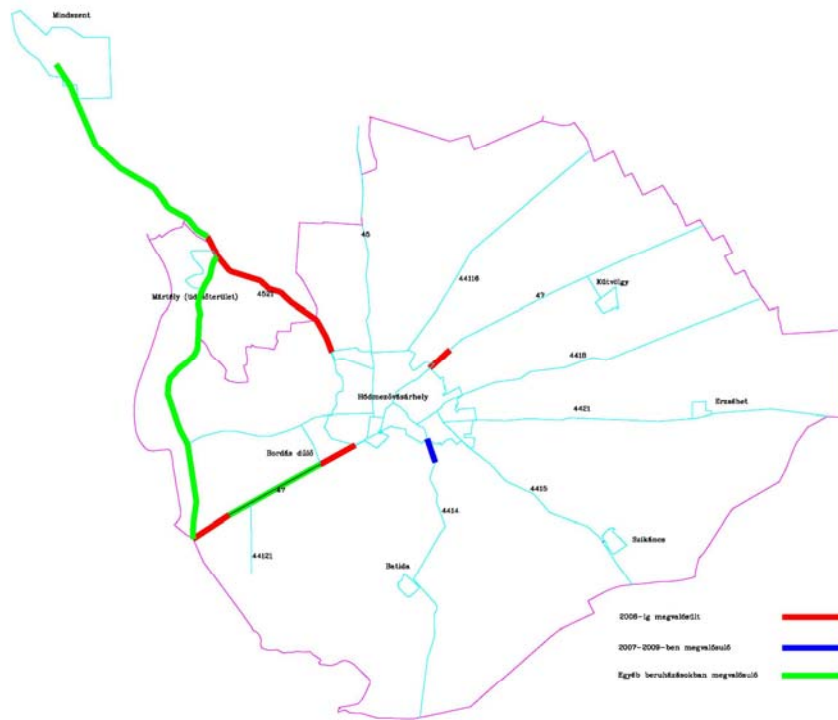 Mindszent
45
44116
47
Kútvölgy
Mártély (üdülőterület)
4521
4418
Hódmezővásárhely
4421
Erzsébet
Bordás dűlő
47
4415
4414
Szikáncs
44121
Batida
2006-ig megvalósult
2007-2009-ben megvalósuló
Egyéb beruházásokban megvalósuló